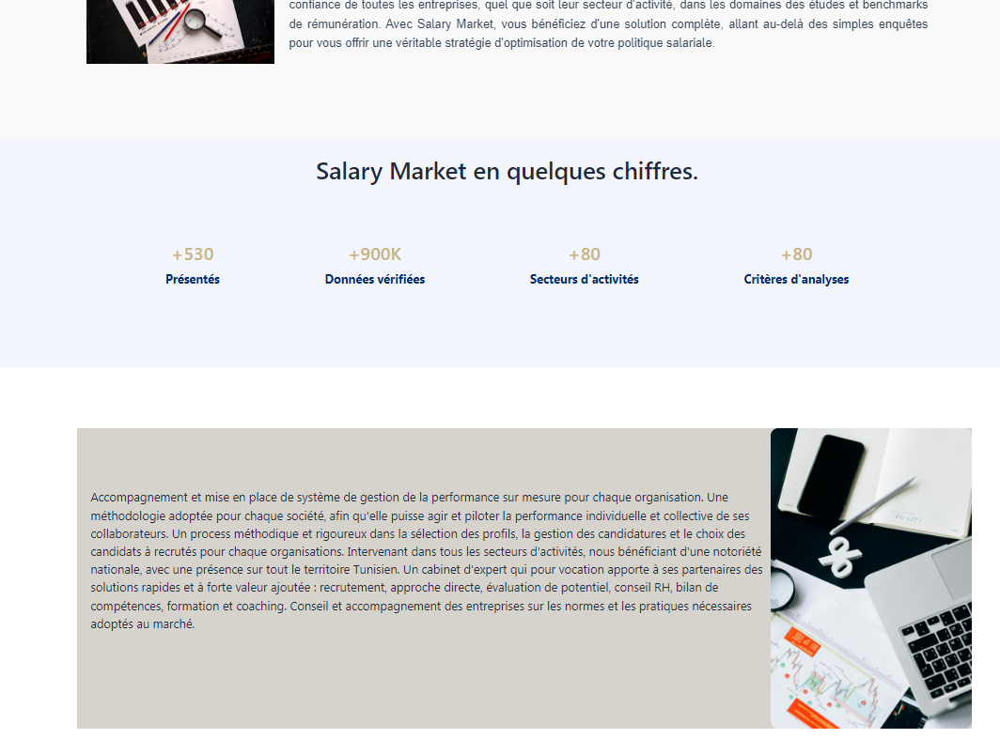 confiance de toutes les entreprises, quel que soit leur secteur d'activité, dans les domaines des études et benchmarks
de rémunération. Avec Salary Market, vous bénéficiez d'une solution complète, allant au-delà des simples enquêtes
pour vous offrir une véritable stratégie d'optimisation de votre politique salariale.
Salary Market en quelques chiffres.
+530
Présentés
+900K
Données vérifiées
+80
Secteurs d'activités
+80
Critères d'analyses
Accompagnement et mise en place de système de gestion de la performance sur mesure pour chaque organisation. Une
méthodologie adoptée pour chaque société, afin qu'elle puisse agir et piloter la performance individuelle et collective de ses
collaborateurs. Un process méthodique et rigoureux dans la sélection des profils, la gestion des candidatures et le choix des
candidats à recrutés pour chaque organisations. Intervenant dans tous les secteurs d'activités, nous bénéficiant d'une notoriété
nationale, avec une présence sur tout le territoire Tunisien. Un cabinet d'expert qui pour vocation apporte à ses partenaires des
solutions rapides et à forte valeur ajoutée : recrutement, approche directe, évaluation de potentiel, conseil RH, bilan de
compétences, formation et coaching. Conseil et accompagnement des entreprises sur les normes et les pratiques nécessaires
adoptés au marché.
%